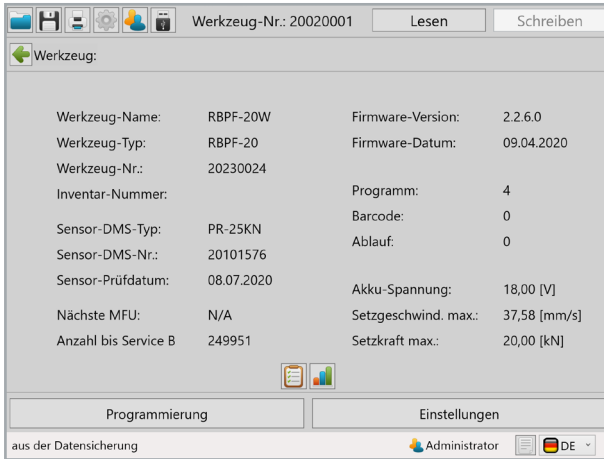 Werkzeug-Nr.: 20020001 Lesen Schreiben
Werkzeug:
Werkzeug-Name: RBPF-20W
Werkzeug-Typ: RBPF-20
Werkzeug-Nr.: 20230024
Inventar-Nummer:
Sensor-DMS-Typ: PR-25KN
Sensor-DMS-Nr.: 20101576
Sensor-Prüfdatum: 08.07.2020
Nächste MFU: N/A
Anzahl bis Service B 249951
Firmware-Version: 2.2.6.0
Firmware-Datum: 09.04.2020
Programm: 4
Barcode: 0
Ablauf: 0
Akku-Spannung: 18,00 [V]
Setzgeschwind. max.: 37,58 [mm/s]
Setzkraft max.: 20,00 [kN]
Programmierung Einstellungen
aus der Datensicherung Administrator DE